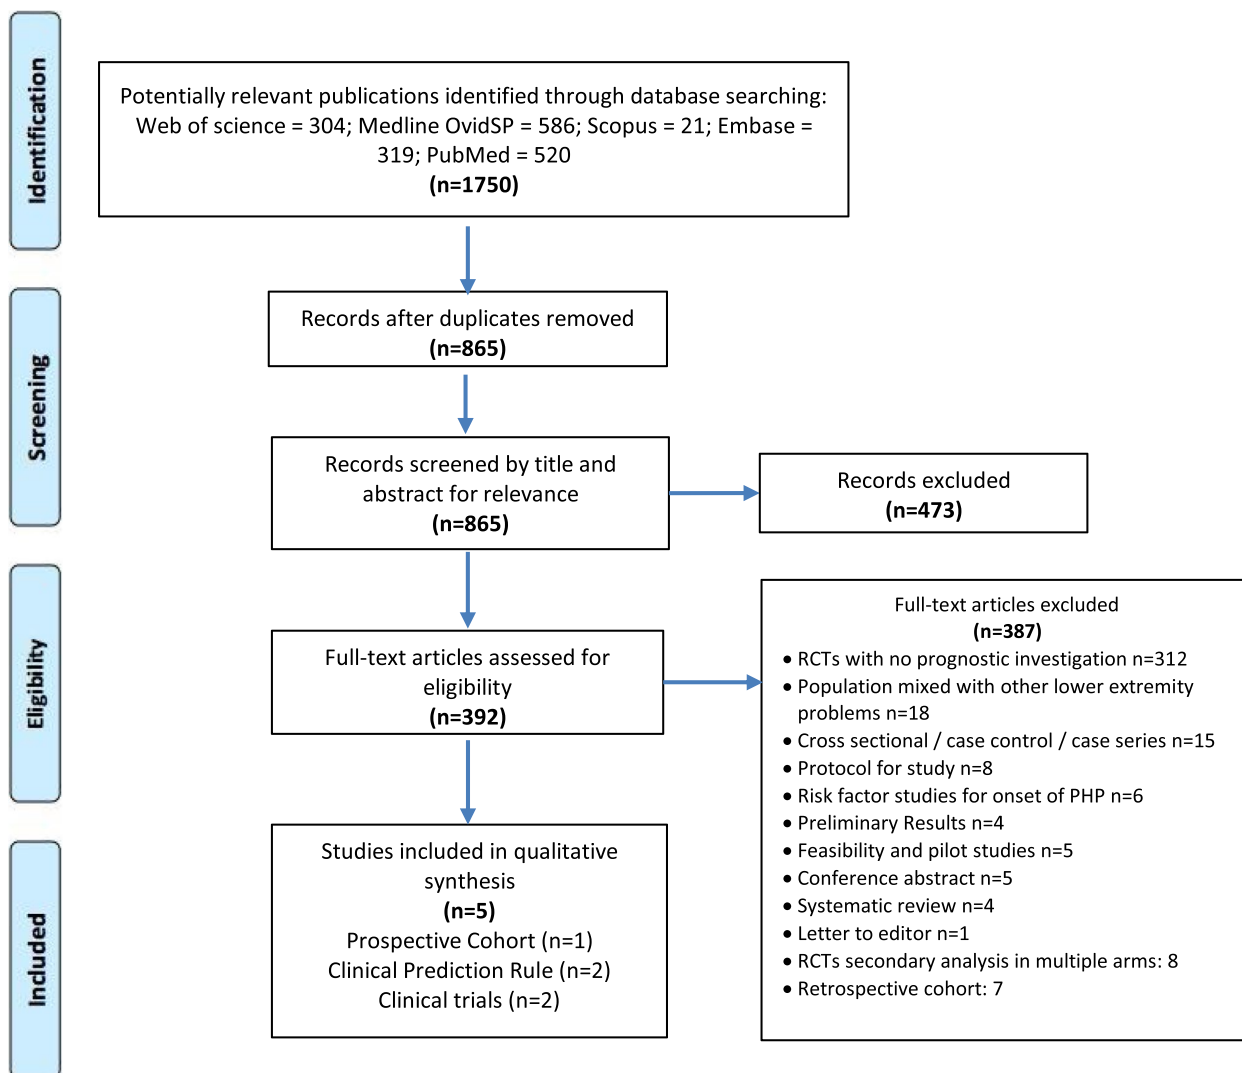 Identification
Potentially relevant publications identified through database searching:
Web of science = 304; Medline OvidSP = 586; Scopus = 21; Embase =
319; PubMed = 520
(n=1750)
Screening
Records after duplicates removed
(n=865)
Records screened by title and
abstract for relevance
(n=865)
Records excluded
(n=473)
Eligibility
Full-text articles assessed for
eligibility
(n=392)
Full-text articles excluded
(n=387)
• RCTs with no prognostic investigation n=312
• Population mixed with other lower extremity
problems n=18
• Cross sectional / case control / case series n=15
• Protocol for study n=8
• Risk factor studies for onset of PHP n=6
• Preliminary Results n=4
• Feasibility and pilot studies n=5
• Conference abstract n=5
• Systematic review n=4
• Letter to editor n=1
• RCTs secondary analysis in multiple arms: 8
• Retrospective cohort: 7
Included
Studies included in qualitative
synthesis
(n=5)
Prospective Cohort (n=1)
Clinical Prediction Rule (n=2)
Clinical trials (n=2)